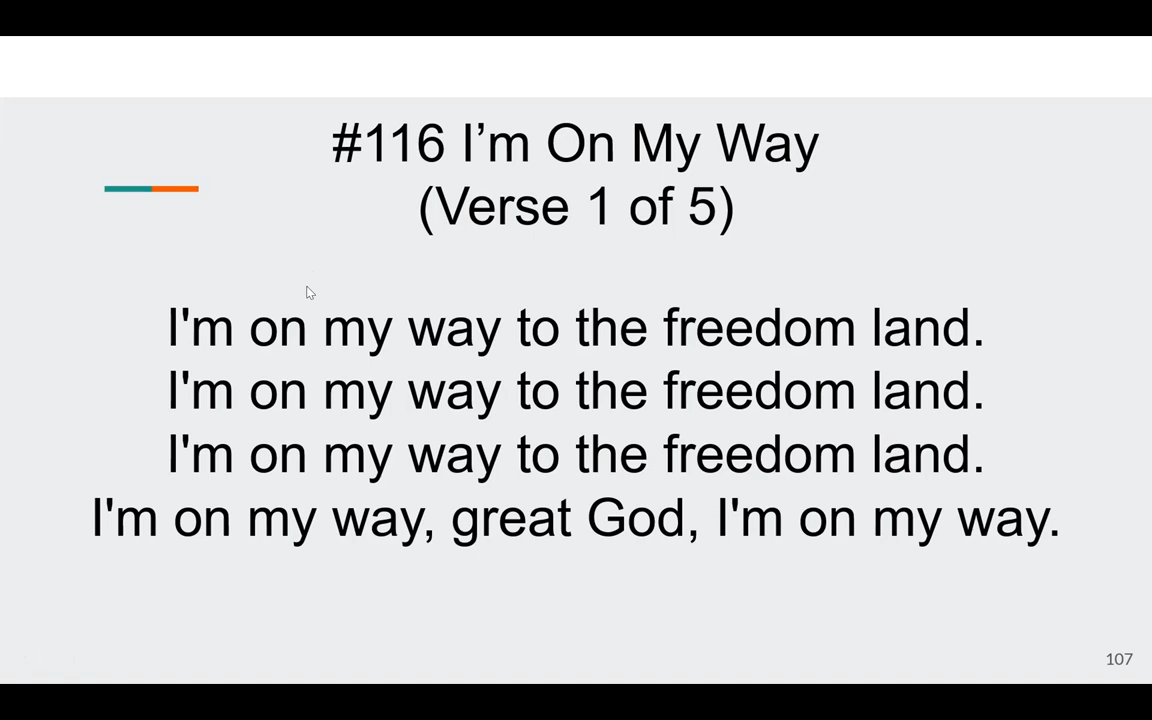 #116 I’m On My Way
(Verse 1 of 5)
I'm on my way to the freedom land.
I'm on my way to the freedom land.
I'm on my way to the freedom land.
I'm on my way, great God, I'm on my way.
107